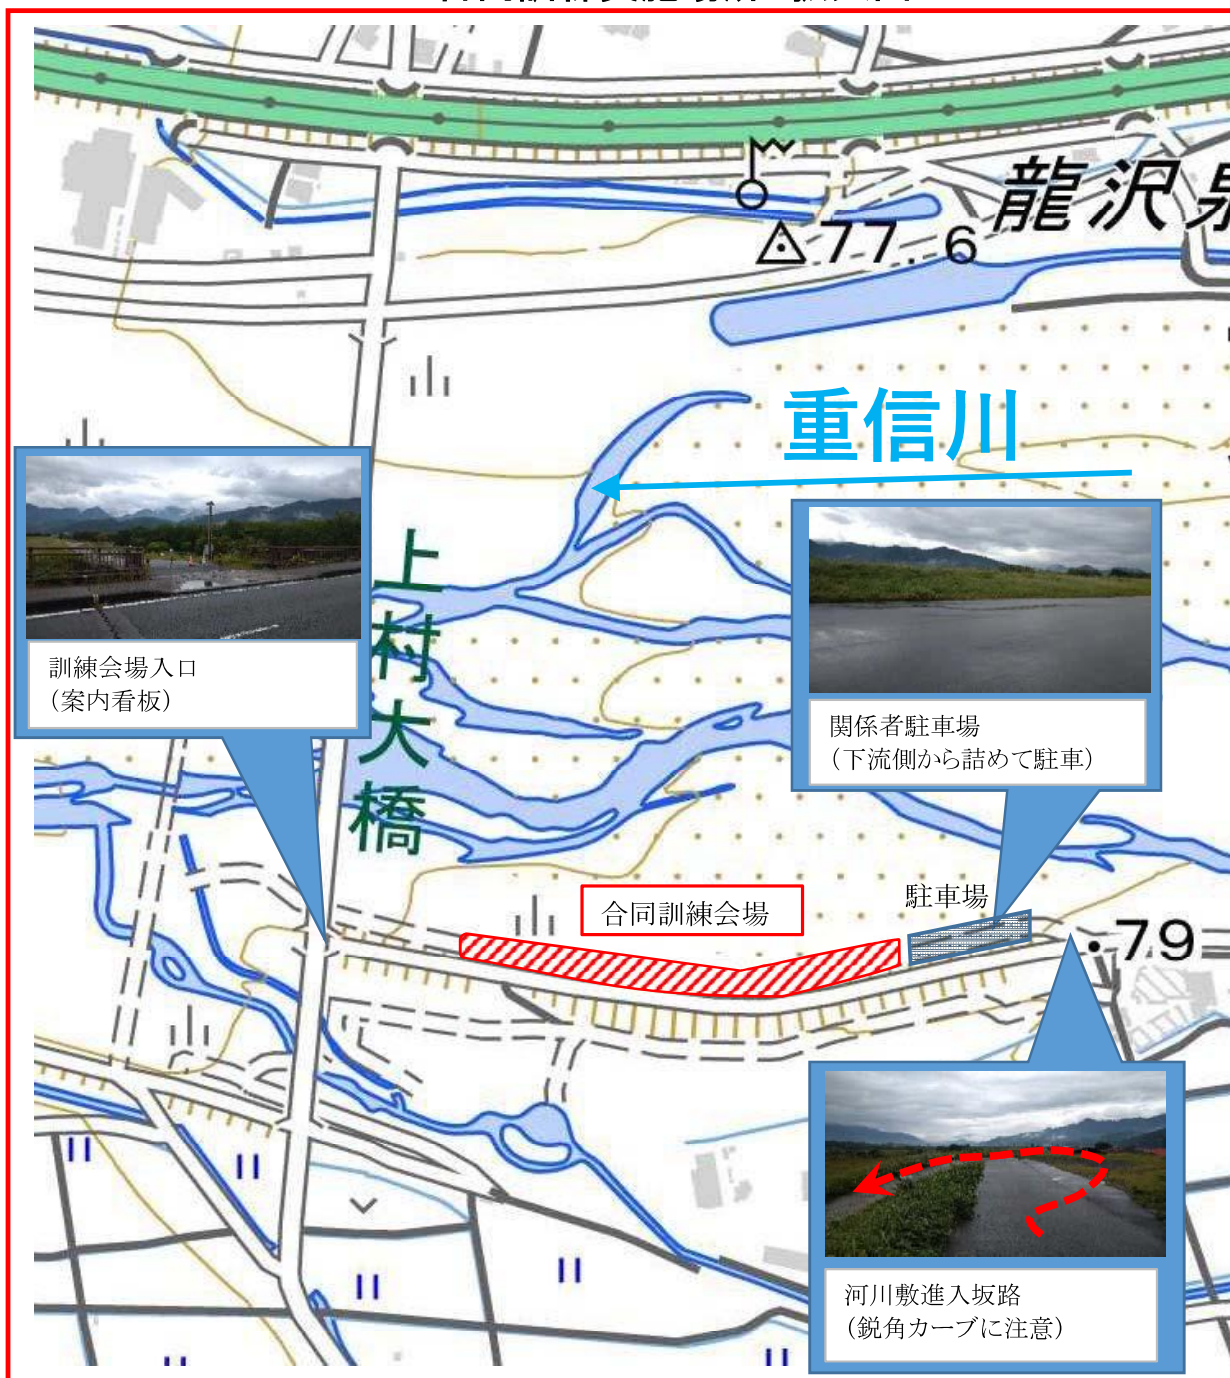 龍沢泉
77.6
重信川
上村大橋
訓練会場入口
（案内看板）
関係者駐車場
（下流側から詰めて駐車）
合同訓練会場
駐車場
・79
河川敷進入坂路
（鋭角カーブに注意）